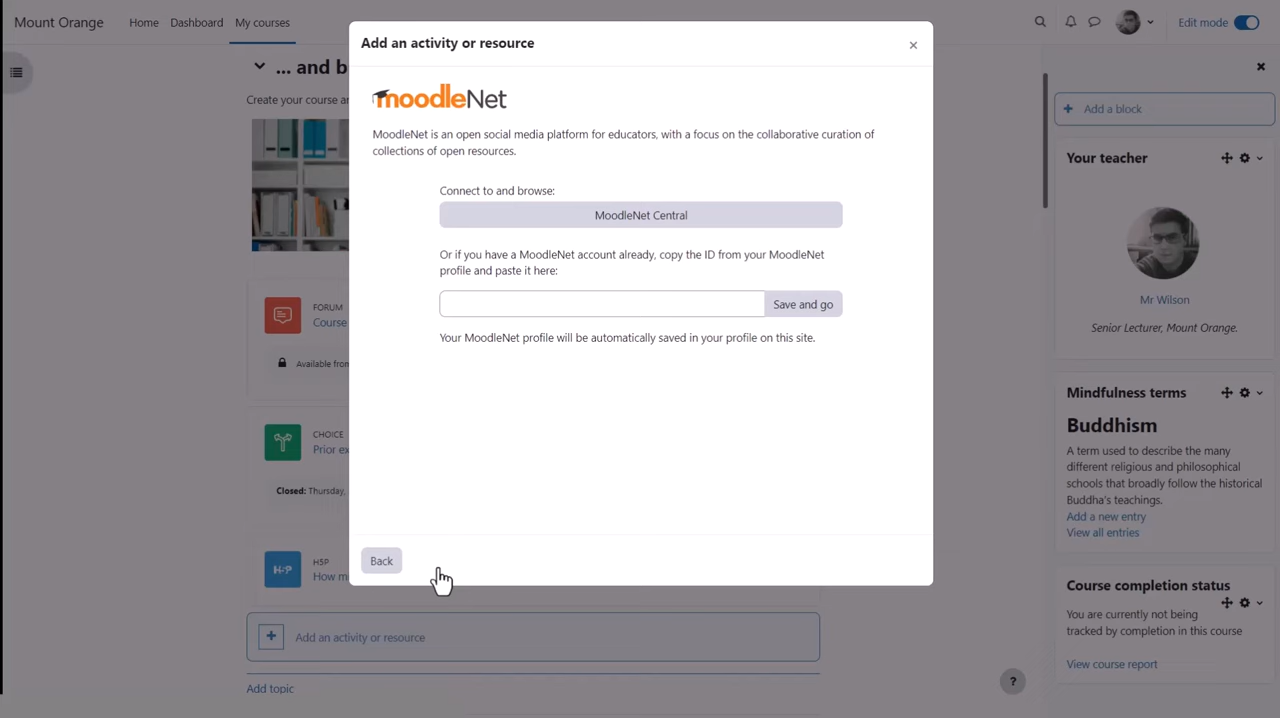 Mount Orange
Home
Dashboard
My courses
Edit mode
Add an activity or resource
×
moodleNet
MoodleNet is an open social media platform for educators, with a focus on the collaborative curation of
collections of open resources.
Connect to and browse:
MoodleNet Central
Or if you have a MoodleNet account already, copy the ID from your MoodleNet
profile and paste it here:
Save and go
Your MoodleNet profile will be automatically saved in your profile on this site.
Back
... and b
Create your course ar
FORUM
Course
Available from
CHOICE
Prior ex
Closed: Thursday,
H5P
H-P
How m
+ Add an activity or resource
Add topic
?
+ Add a block
Your teacher
Mr Wilson
Senior Lecturer, Mount Orange.
Mindfulness terms
Buddhism
A term used to describe the many
different religious and philosophical
schools that broadly follow the historical
Buddha's teachings.
Add a new entry
View all entries
Course completion status
You are currently not being
tracked by completion in this course
View course report